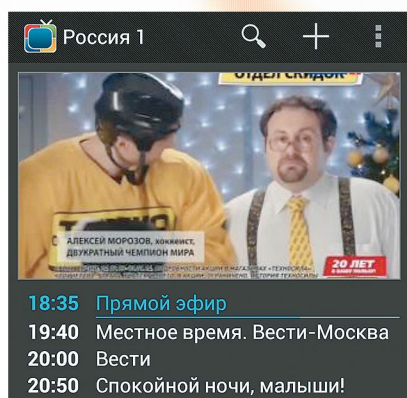 Россия 1
ОТДЕЛ СКИДОК
АЛЕКСЕЙ МОРОЗОВ, хоккеист,
ДВУКРАТНЫЙ ЧЕМПИОН МИРА
20 ЛЕТ
18:35 Прямой эфир
19:40 Местное время. Вести-Москва
20:00 Вести
20:50 Спокойной ночи, малыши!